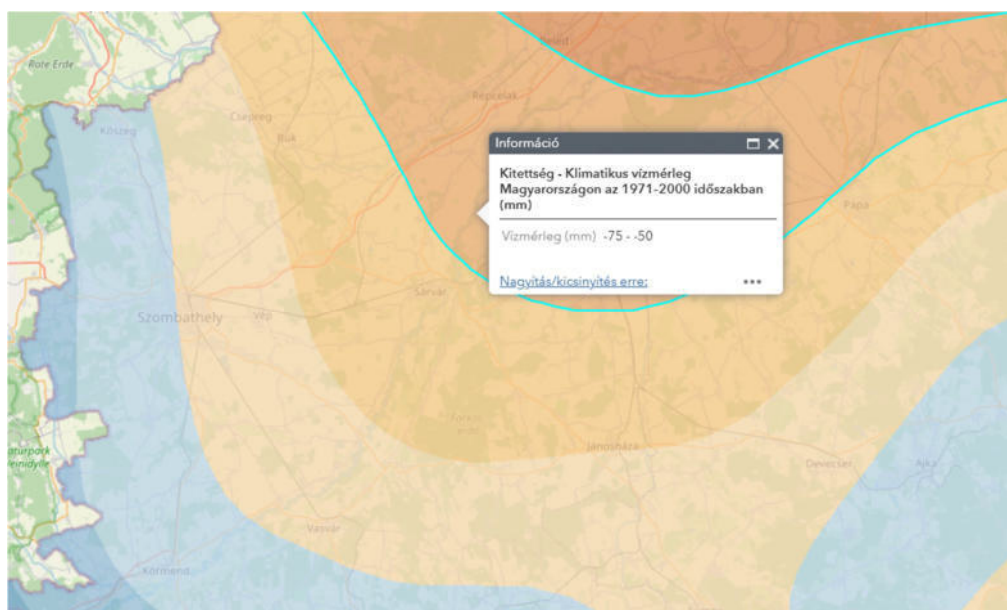 Rote Erde
Beled
Répcelak
Csepreg
Kőszeg
Bük
Információ
Kitettség - Klimatikus vízmérleg
Magyarországon az 1971-2000 időszakban
(mm)
Vízmérleg (mm) -75 - -50
Nagyítás/kicsinyítés erre:
Pápa
Sárvár
Szombathely
Vép
Jánosháza
Devecser
Ajka
Vasvár
Körmend